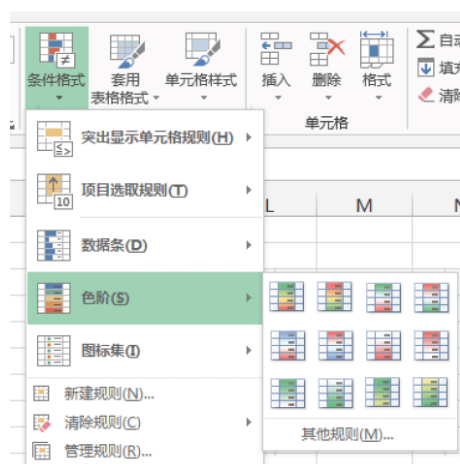 自
填
清
条件格式 套用 单元格样式 插入 删除 格式
表格格式
单元格
突出显示单元格规则(H)
10 项目选取规则(T)
L M
数据条(D)
色阶(S)
图标集(I)
新建规则(N)...
清除规则(C)
管理规则(R)...
其他规则(M)...